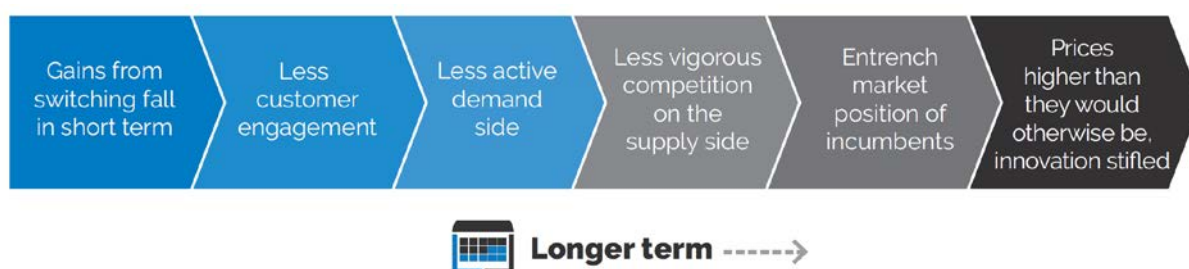 Gains from
switching fall
in short term
Less
customer
engagement
Less active
demand
side
Less vigorous
competition
on the
supply side
Entrench
market
position of
incumbents
Prices
higher than
they would
otherwise be,
innovation stifled
Longer term